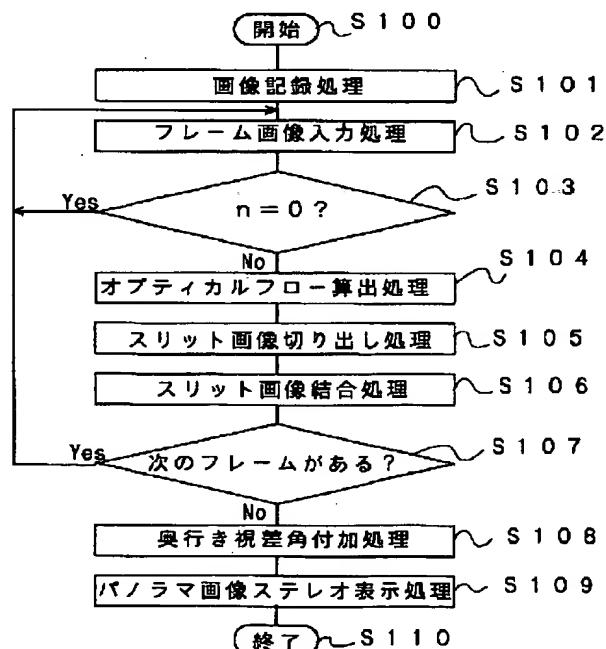 開始 S100
画像記録処理 S101
フレーム画像入力処理 S102
n=0? S103
Yes
No
オプティカルフロー算出処理 S104
スリット画像切り出し処理 S105
スリット画像結合処理 S106
次のフレームがある? S107
Yes
No
奥行き視差角付加処理 S108
パノラマ画像ステレオ表示処理 S109
終了 S110